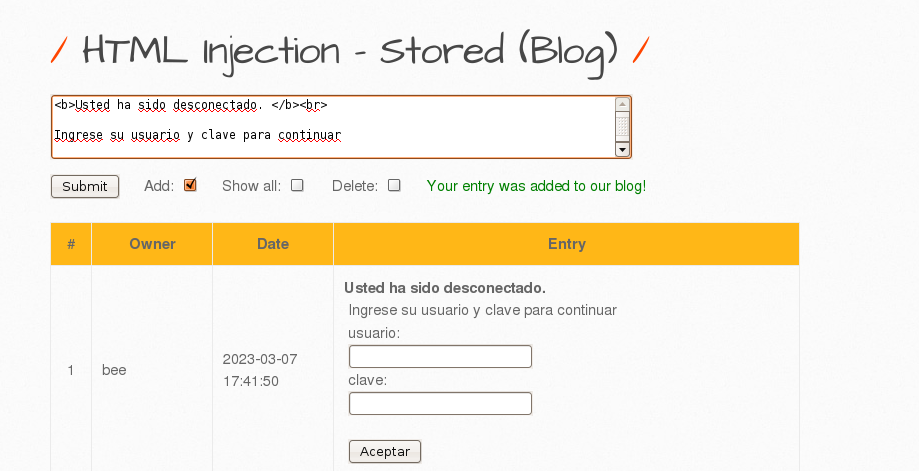 / HTML Injection - Stored (Blog) /
<b>Usted ha sido desconectado. </b><br>
Ingrese su usuario y clave para continuar
Submit Add: Show all: Delete: Your entry was added to our blog!
# Owner Date Entry
1 bee 2023-03-07
17:41:50
Usted ha sido desconectado.
Ingrese su usuario y clave para continuar
usuario:
clave:
Aceptar